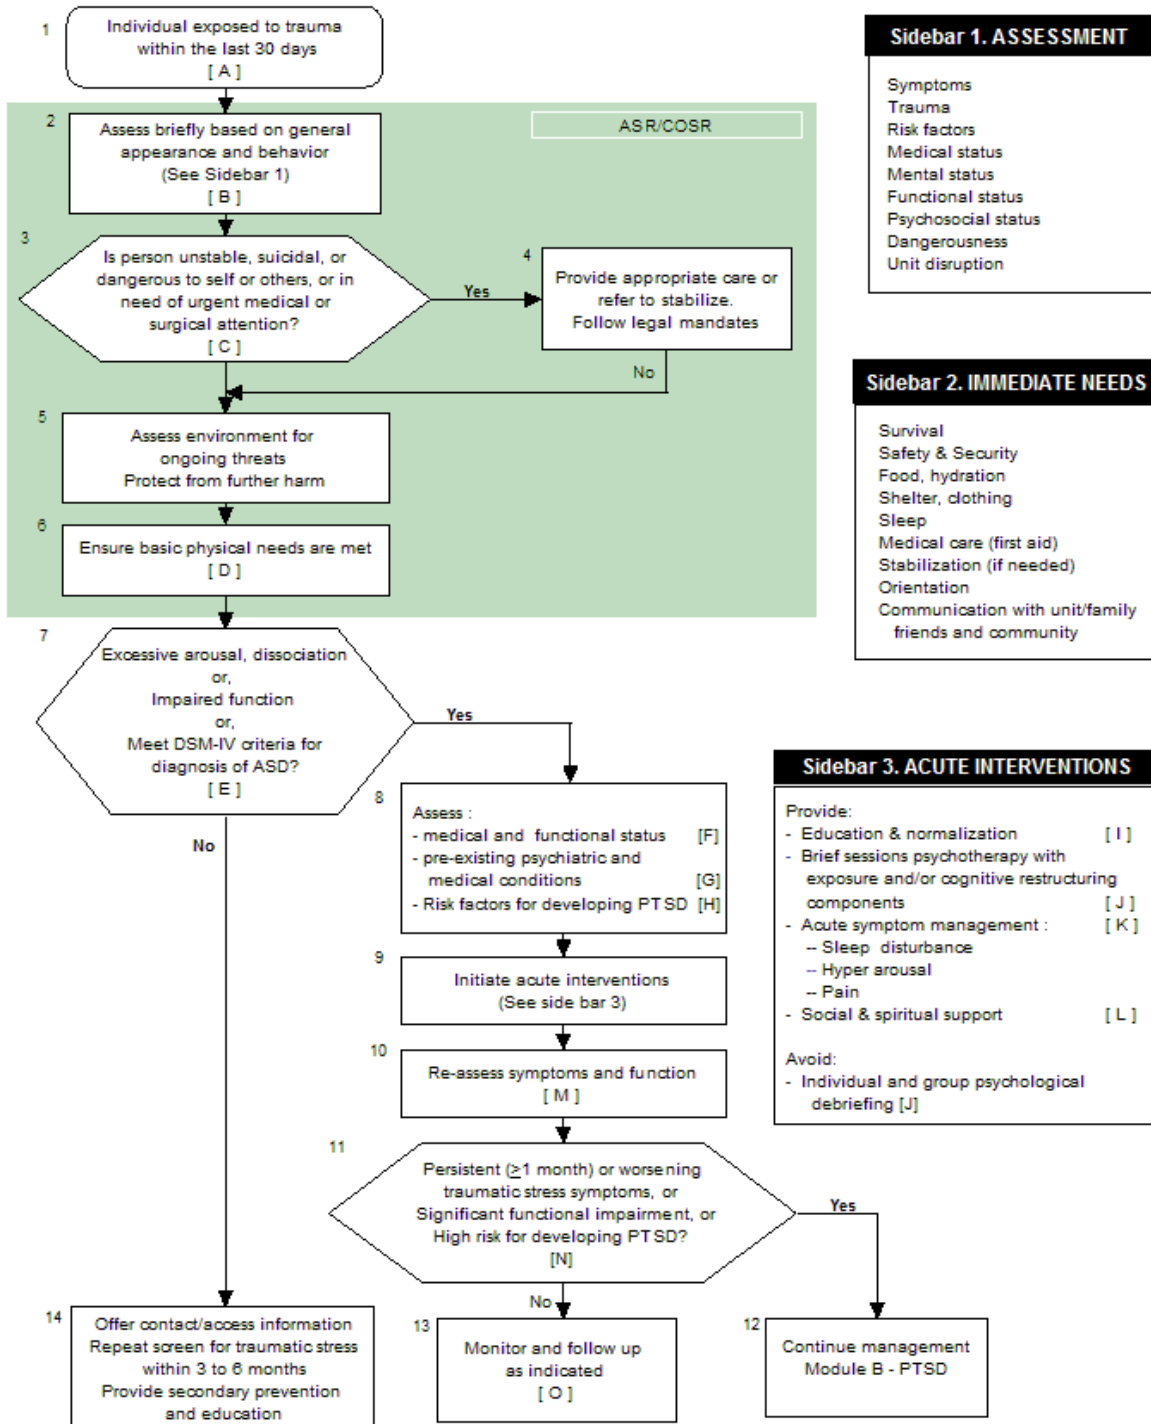 1
Individual exposed to trauma
within the last 30 days
[ A ]
ASR/COSR
2
Assess briefly based on general
appearance and behavior
(See Sidebar 1)
[ B ]
3
Is person unstable, suicidal, or
dangerous to self or others, or in
need of urgent medical or
surgical attention?
[ C ]
Yes
4
Provide appropriate care or
refer to stabilize.
Follow legal mandates
No
5
Assess environment for
ongoing threats
Protect from further harm
6
Ensure basic physical needs are met
[ D ]
7
Excessive arousal, dissociation
or,
Impaired function
or,
Meet DSM-IV criteria for
diagnosis of ASD?
[ E ]
Yes
No
8
Assess :
- medical and functional status [F]
- pre-existing psychiatric and
medical conditions [G]
- Risk factors for developing PTSD [H]
9
Initiate acute interventions
(See side bar 3)
10
Re-assess symptoms and function
[ M ]
11
Persistent (≥1 month) or worsening
traumatic stress symptoms, or
Significant functional impairment, or
High risk for developing PTSD?
[N]
Yes
No
14
Offer contact/access information
Repeat screen for traumatic stress
within 3 to 6 months
Provide secondary prevention
and education
13
Monitor and follow up
as indicated
[ O ]
12
Continue management
Module B - PTSD
Sidebar 1. ASSESSMENT
Symptoms
Trauma
Risk factors
Medical status
Mental status
Functional status
Psychosocial status
Dangerousness
Unit disruption
Sidebar 2. IMMEDIATE NEEDS
Survival
Safety & Security
Food, hydration
Shelter, clothing
Sleep
Medical care (first aid)
Stabilization (if needed)
Orientation
Communication with unit/family
friends and community
Sidebar 3. ACUTE INTERVENTIONS
Provide:
- Education & normalization [ I ]
- Brief sessions psychotherapy with
exposure and/or cognitive restructuring
components [ J ]
- Acute symptom management : [ K ]
-- Sleep disturbance
-- Hyper arousal
-- Pain
- Social & spiritual support [ L ]
Avoid:
- Individual and group psychological
debriefing [J]